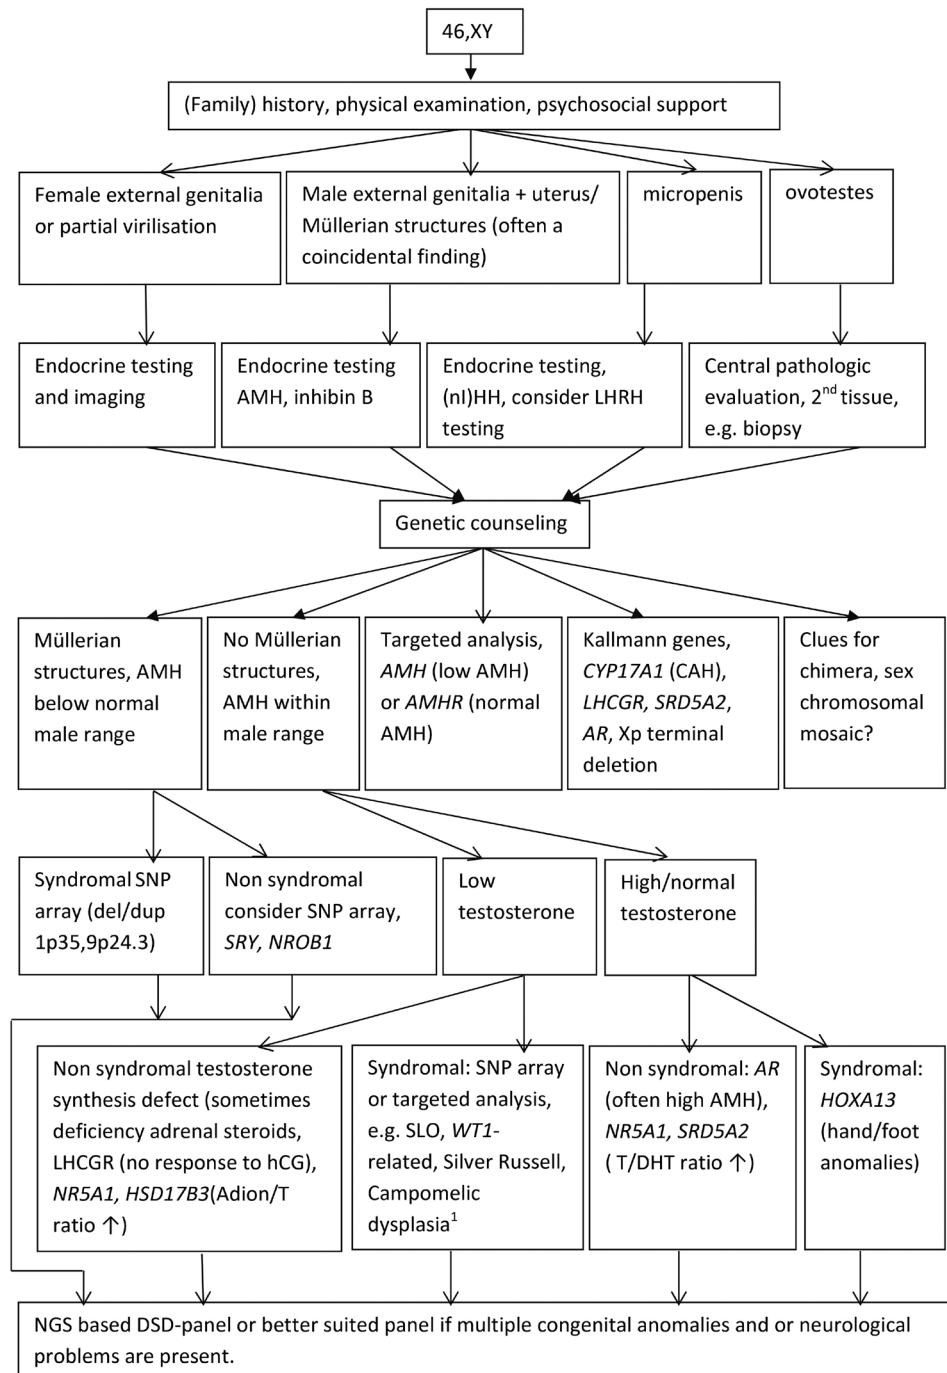 46,XY
(Family) history, physical examination, psychosocial support
Female external genitalia
or partial virilisation
Male external genitalia + uterus/
Müllerian structures (often a
coincidental finding)
micropenis
ovotestes
Endocrine testing
and imaging
Endocrine testing
AMH, inhibin B
Endocrine testing,
(nI)HH, consider LHRH
testing
Central pathologic
evaluation, 2nd tissue,
e.g. biopsy
Genetic counseling
Müllerian
structures, AMH
below normal
male range
No Müllerian
structures,
AMH within
male range
Targeted analysis,
AMH (low AMH)
or AMHR (normal
AMH)
Kallmann genes,
CYP17A1 (CAH),
LHCGR, SRD5A2,
AR, Xp terminal
deletion
Clues for
chimera, sex
chromosomal
mosaic?
Syndromal SNP
array (del/dup
1p35,9p24.3)
Non syndromal
consider SNP array,
SRY, NROB1
Low
testosterone
High/normal
testosterone
Non syndromal testosterone
synthesis defect (sometimes
deficiency adrenal steroids,
LHCGR (no response to hCG),
NR5A1, HSD17B3(Adion/T
ratio ↑)
Syndromal: SNP array
or targeted analysis,
e.g. SLO, WT1-
related, Silver Russell,
Campomelic
dysplasia1
Non syndromal: AR
(often high AMH),
NR5A1, SRD5A2
( T/DHT ratio ↑)
Syndromal:
HOXA13
(hand/foot
anomalies)
NGS based DSD-panel or better suited panel if multiple congenital anomalies and or neurological
problems are present.